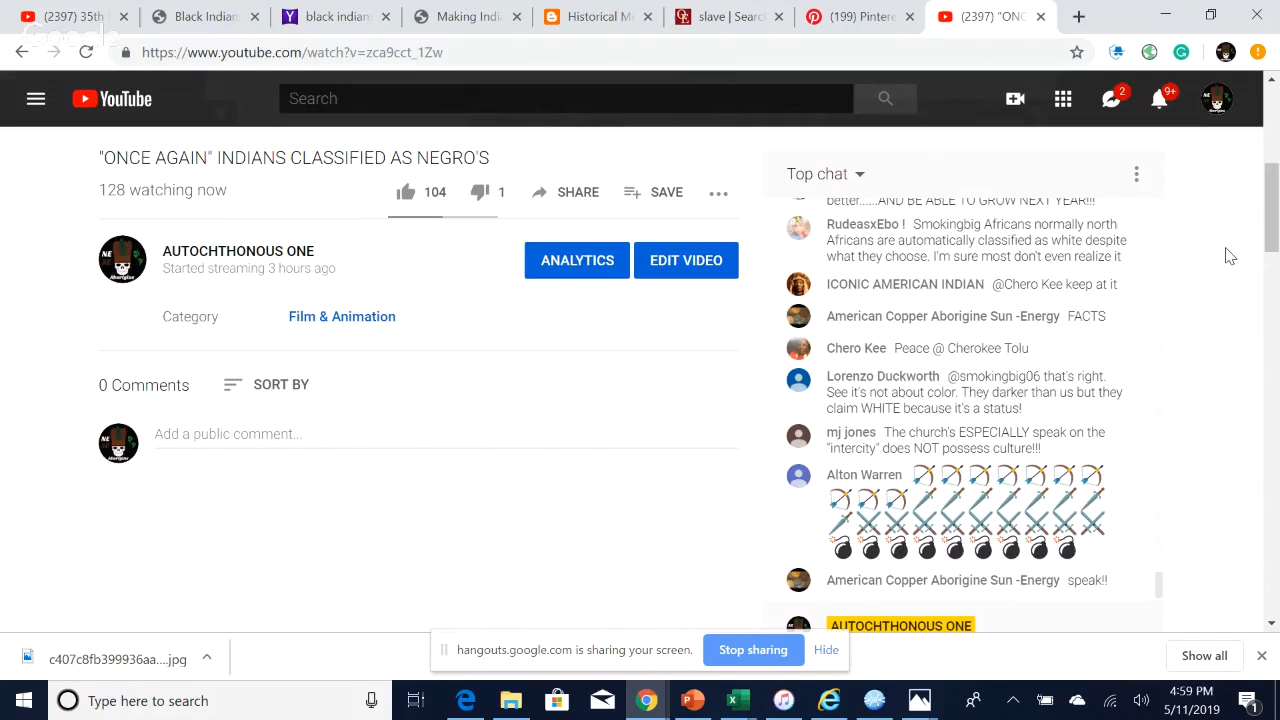 (2397) 35th
Black Indians
black indians
Making Indi
Historical M
slave | Sear
(199) Pinter
(2397) "ONC
https://www.youtube.com/watch?v=zca9cct_1Zw
YouTube
Search
2
9+
"ONCE AGAIN" INDIANS CLASSIFIED AS NEGRO'S
128 watching now
104
1
SHARE
SAVE
AUTOCHTHONOUS ONE
Started streaming 3 hours ago
ANALYTICS
EDIT VIDEO
Category
Film & Animation
0 Comments
SORT BY
Add a public comment...
Top chat
better......AND BE ABLE TO GROW NEXT YEAR!!!
RudeasxEbo ! Smokingbig Africans normally north
Africans are automatically classified as white despite
what they choose. I'm sure most don't even realize it
ICONIC AMERICAN INDIAN @Chero Kee keep at it
American Copper Aborigine Sun -Energy FACTS
Chero Kee Peace @ Cherokee Tolu
Lorenzo Duckworth @smokingbig06 that's right.
See it's not about color. They darker than us but they
claim WHITE because it's a status!
mj jones The church's ESPECIALLY speak on the
"intercity" does NOT possess culture!!!
Alton Warren
American Copper Aborigine Sun -Energy speak!!
AUTOCHTHONOUS ONE
hangouts.google.com is sharing your screen.
Stop sharing
Hide
c407c8fb399936aa....jpg
Show all
Type here to search
4:59 PM
5/11/2019
1